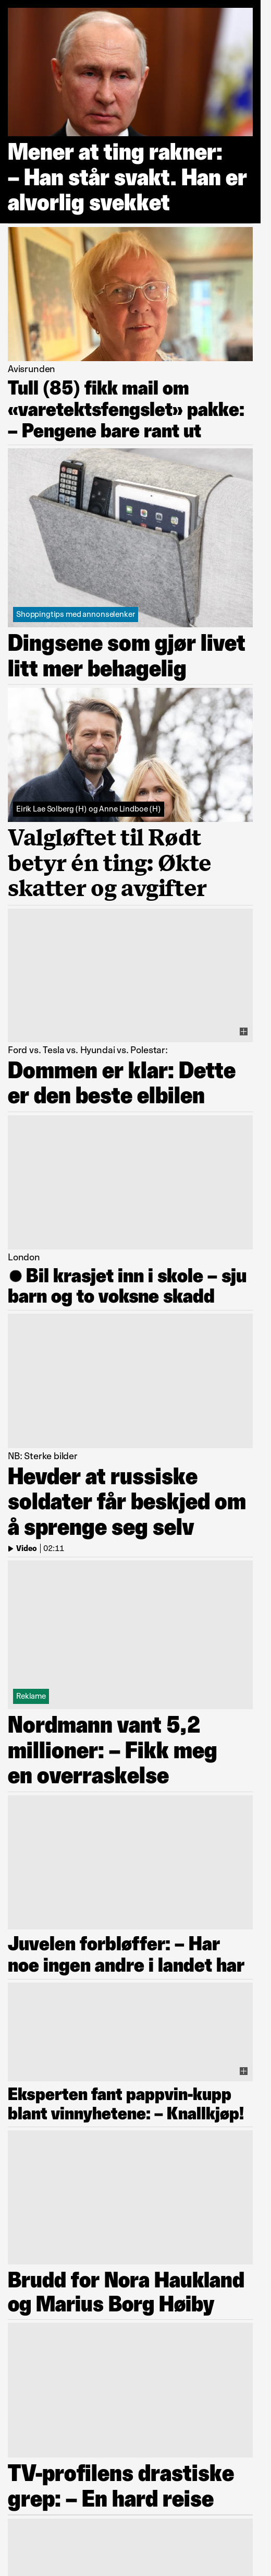 Mener at ting rakner:
– Han står svakt. Han er
alvorlig svekket
Avisrunden
Tull (85) fikk mail om
«varetektsfengslet» pakke:
– Pengene bare rant ut
Shoppingtips med annonselenker
Dingsene som gjør livet
litt mer behagelig
Eirik Lae Solberg (H) og Anne Lindboe (H)
Valgløftet til Rødt
betyr én ting: Økte
skatter og avgifter
Ford vs. Tesla vs. Hyundai vs. Polestar:
Dommen er klar: Dette
er den beste elbilen
London
● Bil krasjet inn i skole – sju
barn og to voksne skadd
NB: Sterke bilder
Hevder at russiske
soldater får beskjed om
å sprenge seg selv
Video | 02:11
Reklame
Nordmann vant 5,2
millioner: – Fikk meg
en overraskelse
Juvelen forbløffer: – Har
noe ingen andre i landet har
Eksperten fant pappvin-kupp
blant vinnyhetene: – Knallkjøp!
Brudd for Nora Haukland
og Marius Borg Høiby
TV-profilens drastiske
grep: – En hard reise